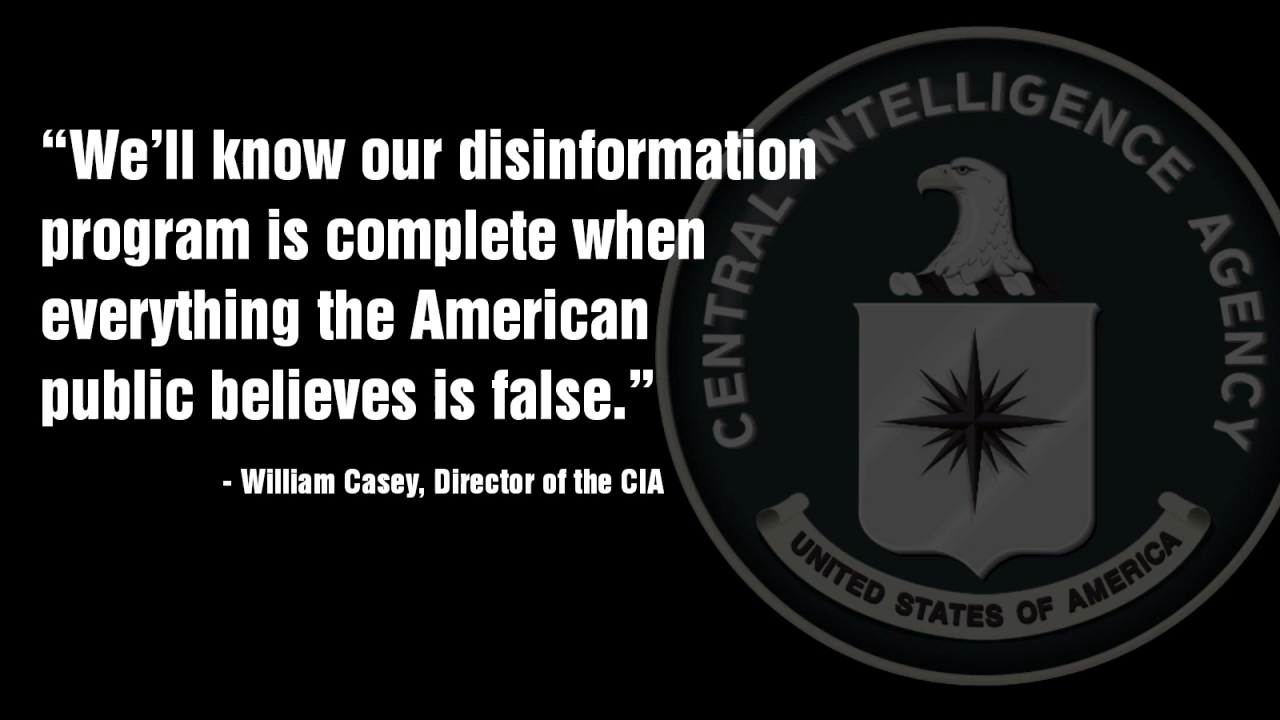 “We’ll know our disinformation
program is complete when
everything the American
public believes is false.”
- William Casey, Director of the CIA
CENTRAL INTELLIGENCE AGENCY
UNITED STATES OF AMERICA